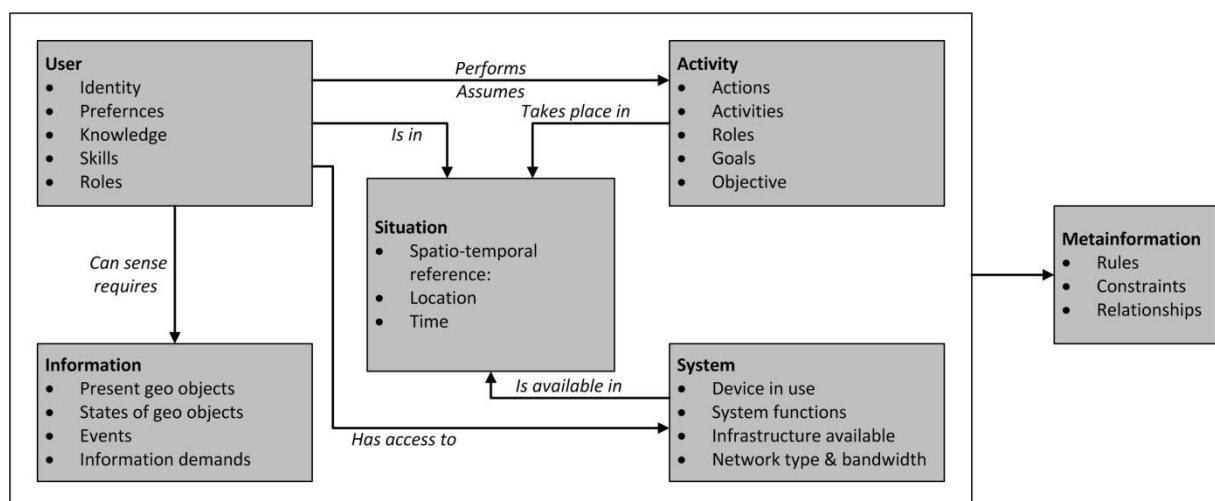 User
• Identity
• Prefernces
• Knowledge
• Skills
• Roles
Performs
Assumes
Activity
• Actions
• Activities
• Roles
• Goals
• Objective
Is in
Takes place in
Situation
• Spatio-temporal
reference:
• Location
• Time
Can sense
requires
Metainformation
• Rules
• Constraints
• Relationships
Information
• Present geo objects
• States of geo objects
• Events
• Information demands
Is available in
Has access to
System
• Device in use
• System functions
• Infrastructure available
• Network type & bandwidth